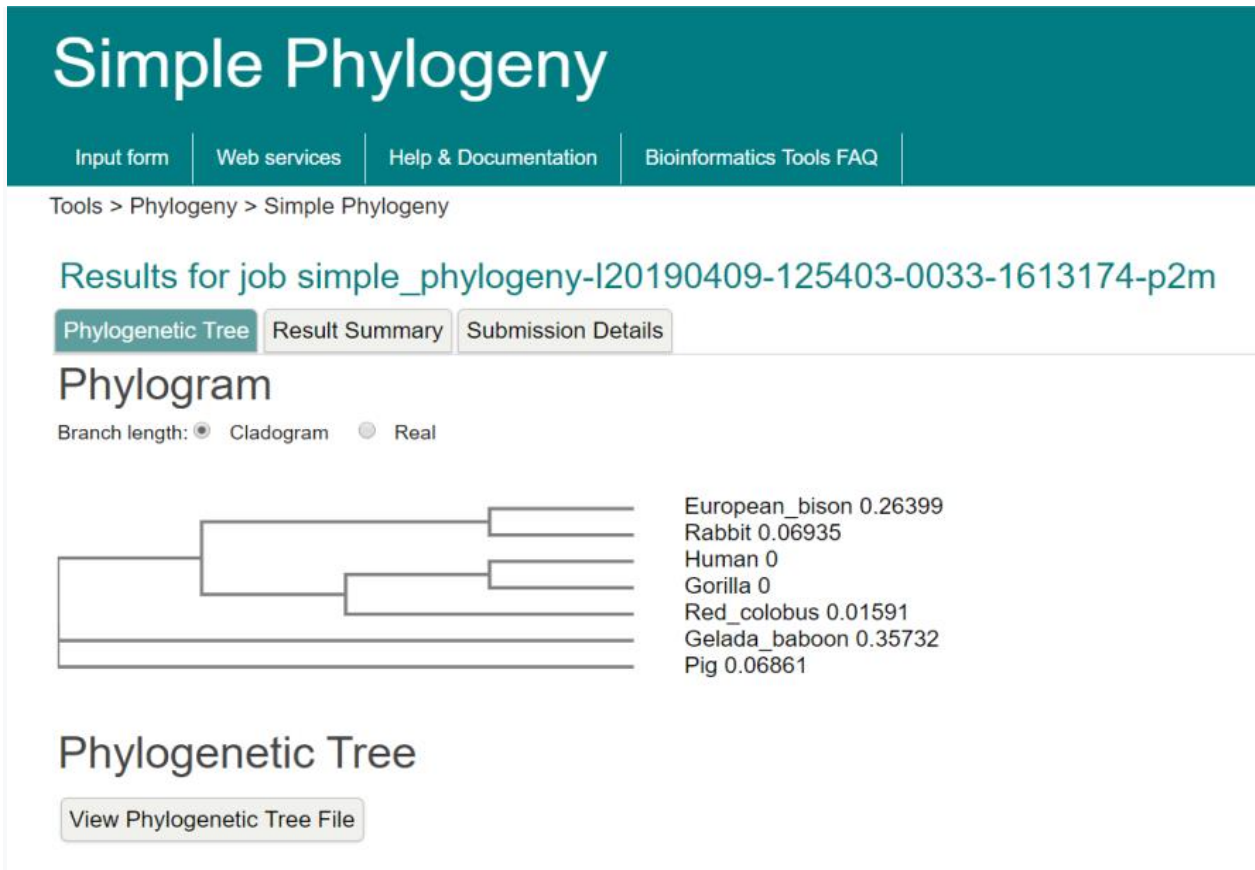 Simple Phylogeny
Input form Web services Help & Documentation Bioinformatics Tools FAQ
Tools > Phylogeny > Simple Phylogeny
Results for job simple_phylogeny-I20190409-125403-0033-1613174-p2m
Phylogenetic Tree Result Summary Submission Details
Phylogram
Branch length: Cladogram Real
European_bison 0.26399
Rabbit 0.06935
Human 0
Gorilla 0
Red_colobus 0.01591
Gelada_baboon 0.35732
Pig 0.06861
Phylogenetic Tree
View Phylogenetic Tree File